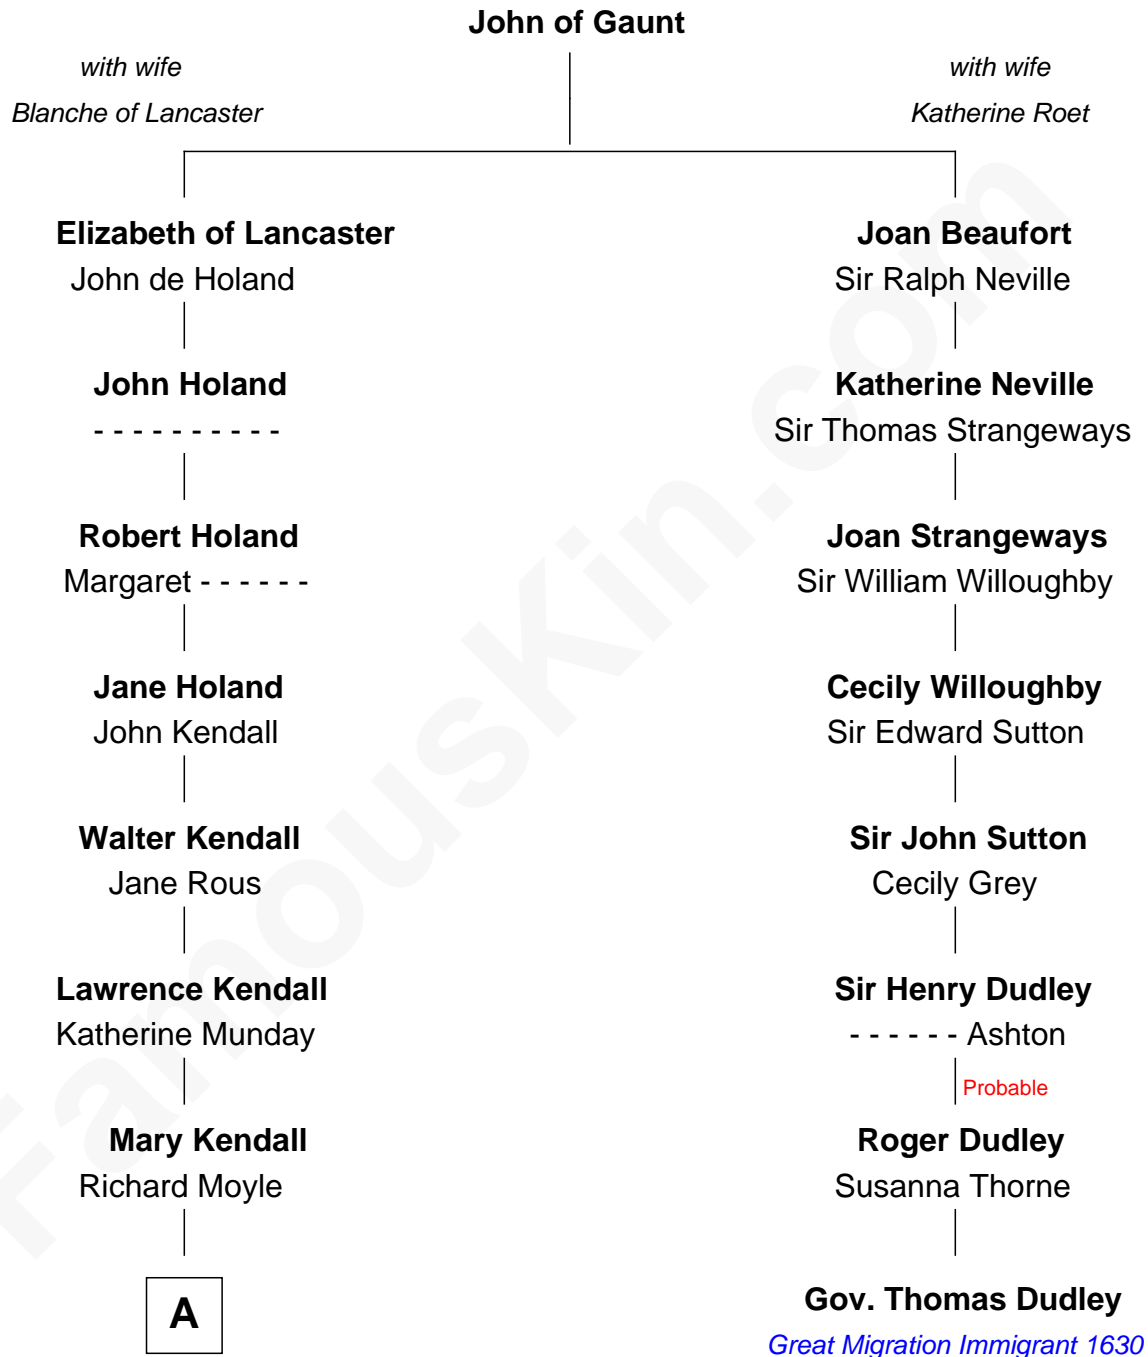 John of Gaunt
with wife
Blanche of Lancaster
with wife
Katherine Roet
Elizabeth of Lancaster
John de Holand
Joan Beaufort
Sir Ralph Neville
John Holand
- - - - - - - - - -
Katherine Neville
Sir Thomas Strangeways
Robert Holand
Margaret - - - - - -
Joan Strangeways
Sir William Willoughby
Jane Holand
John Kendall
Cecily Willoughby
Sir Edward Sutton
Walter Kendall
Jane Rous
Sir John Sutton
Cecily Grey
Lawrence Kendall
Katherine Munday
Sir Henry Dudley
- - - - - - Ashton
Probable
Mary Kendall
Richard Moyle
Roger Dudley
Susanna Thorne
A
Gov. Thomas Dudley
Great Migration Immigrant 1630
FamousKin.com